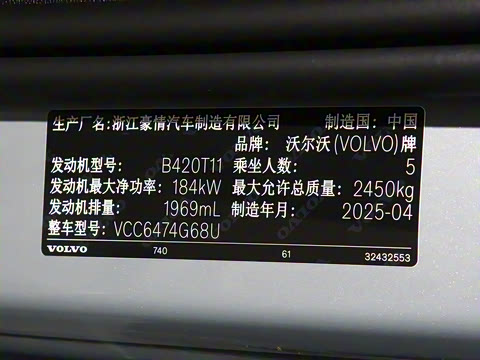 生产厂名:浙江豪情汽车制造有限公司 制造国:中国
品牌: 沃尔沃(VOLVO)牌
发动机型号: B420T11 乘坐人数: 5
发动机最大净功率: 184kW 最大允许总质量: 2450kg
发动机排量: 1969mL 制造年月: 2025-04
整车型号: VCC6474G68U
VOLVO 740 61 32432553